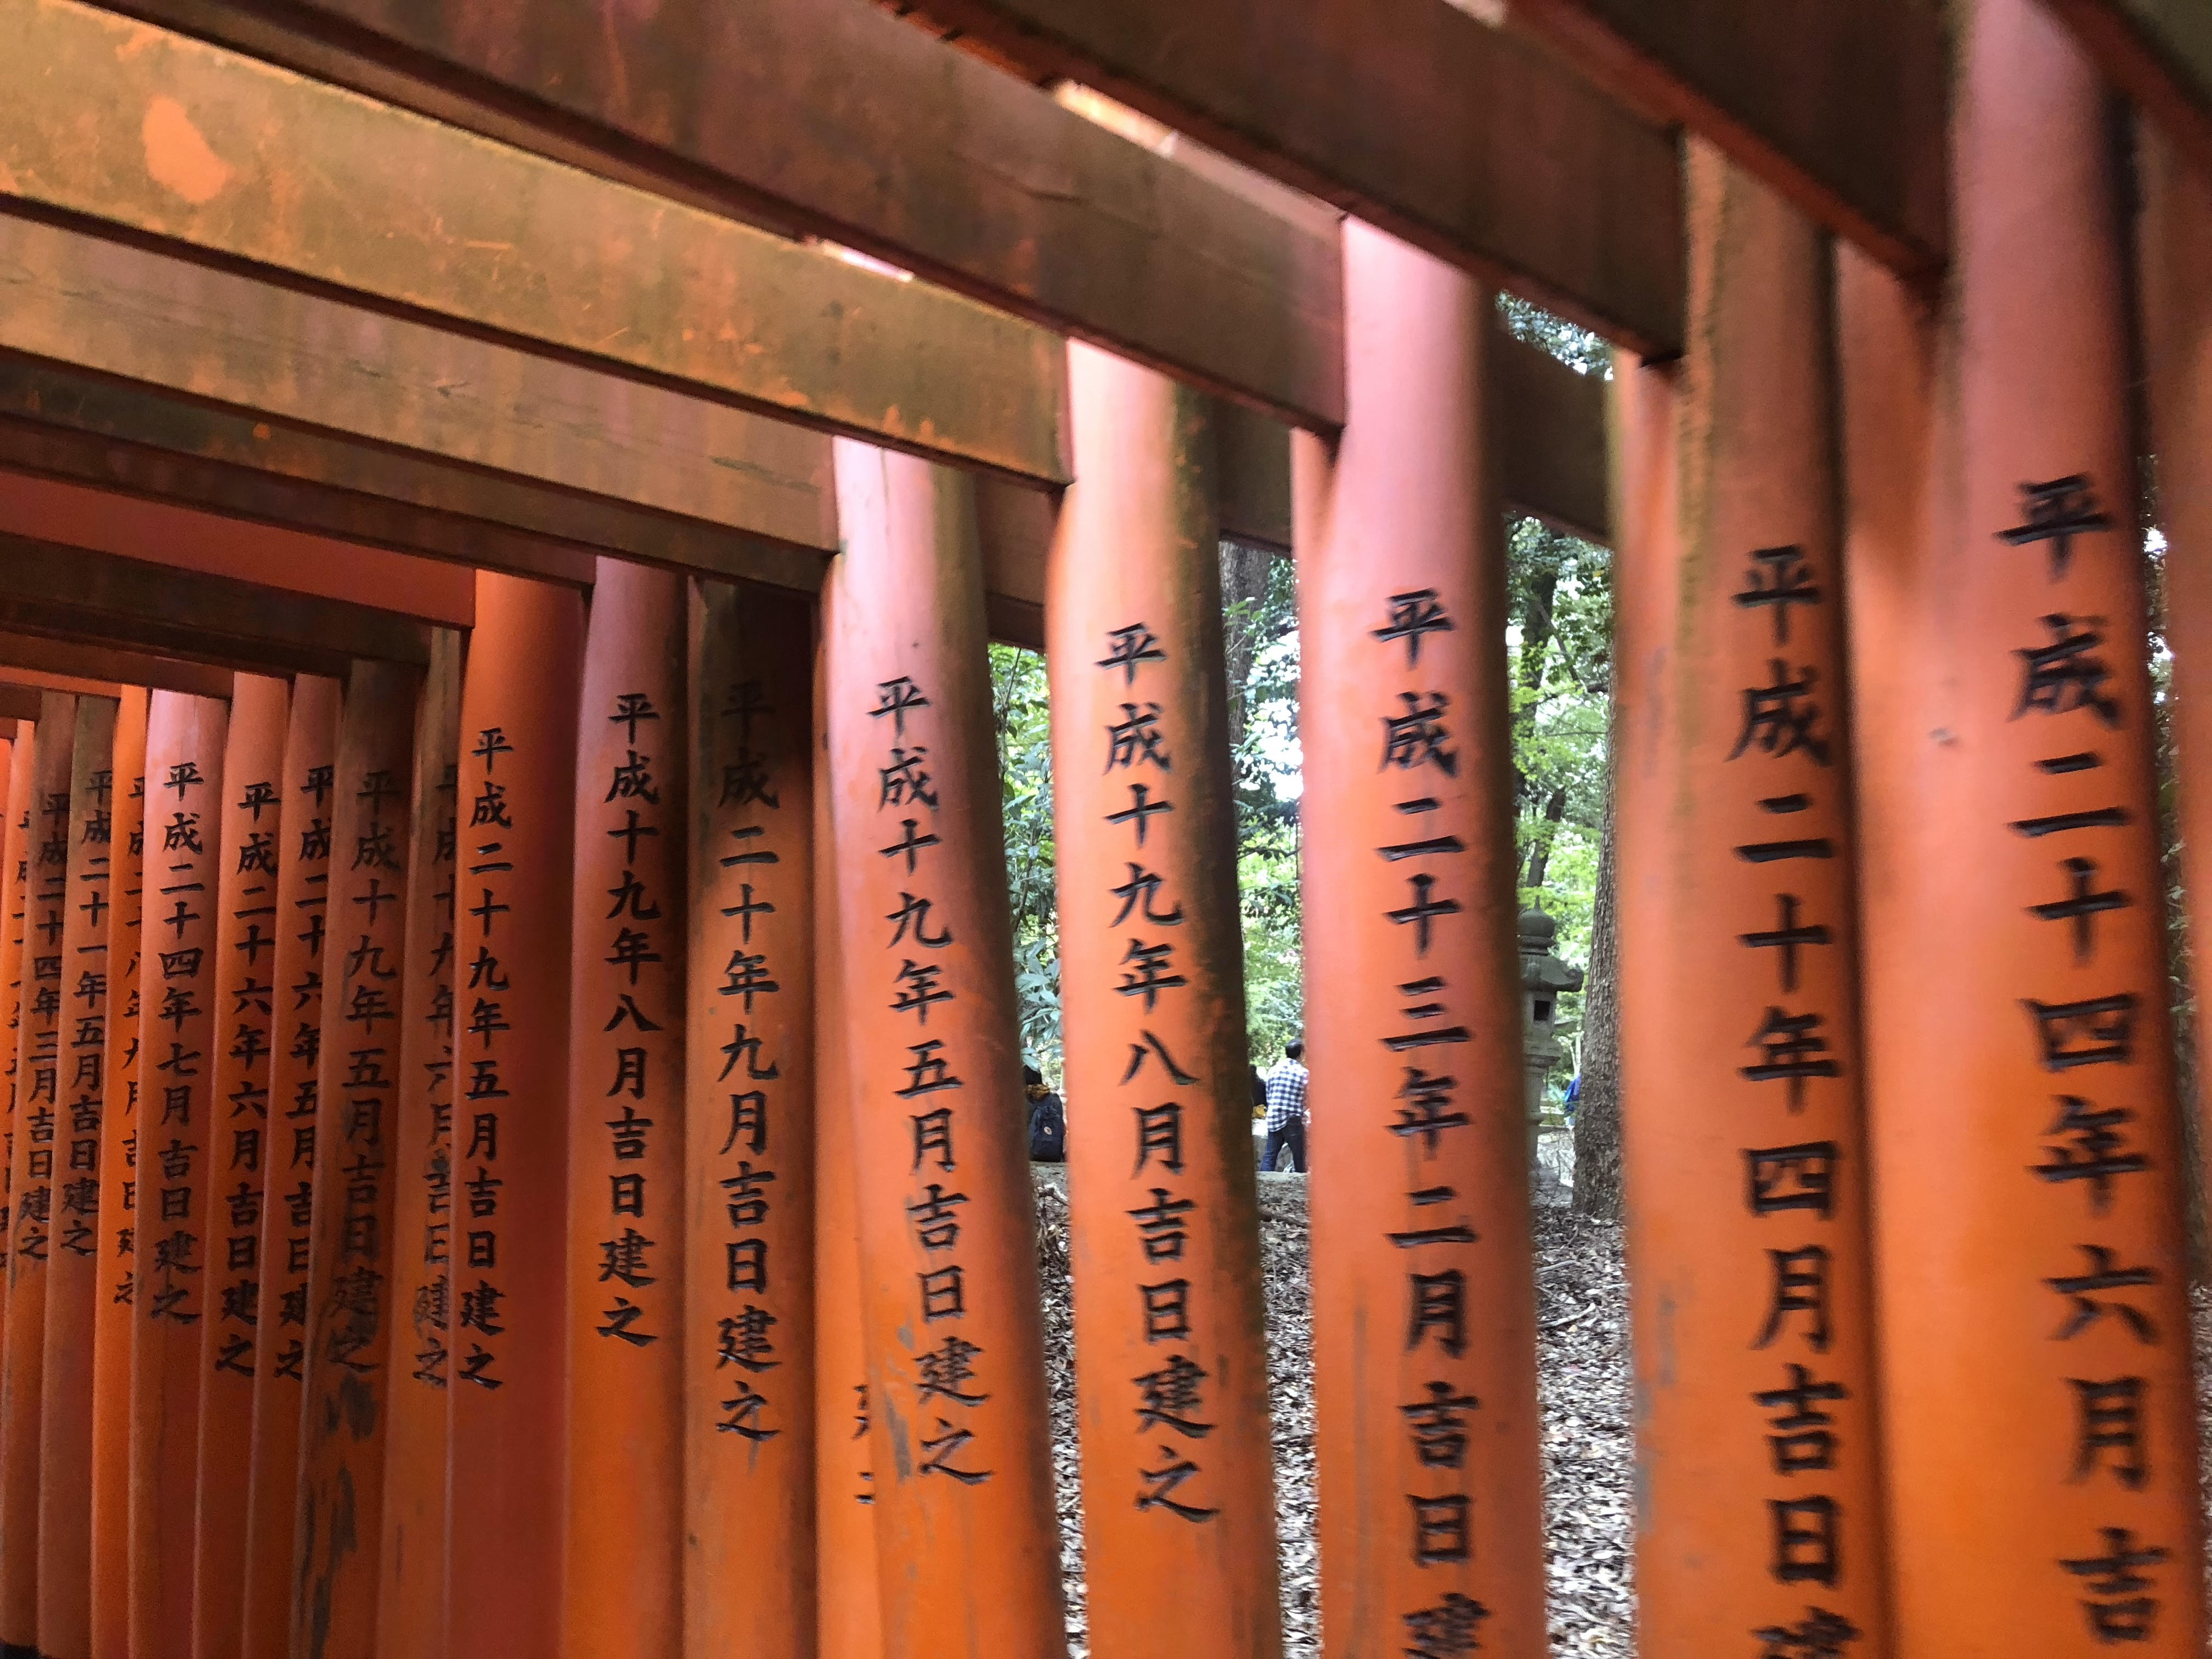 平成二十四年六月吉
平成二十年四月吉日建
平成二十三年二月吉日建
平成十九年八月吉日建之
平成十九年五月吉日建之
平成二十年九月吉日建之
平成十九年八月吉日建之
平成二十九年五月吉日建之
平成十九年六月吉日建之
平成十九年五月吉日建之
平成二十六年五月吉日建之
平成二十六年六月吉日建之
平成二十四年七月吉日建之
平成二十八年九月吉日建之
平成二十一年五月吉日建之
平成二十四年三月吉日建之